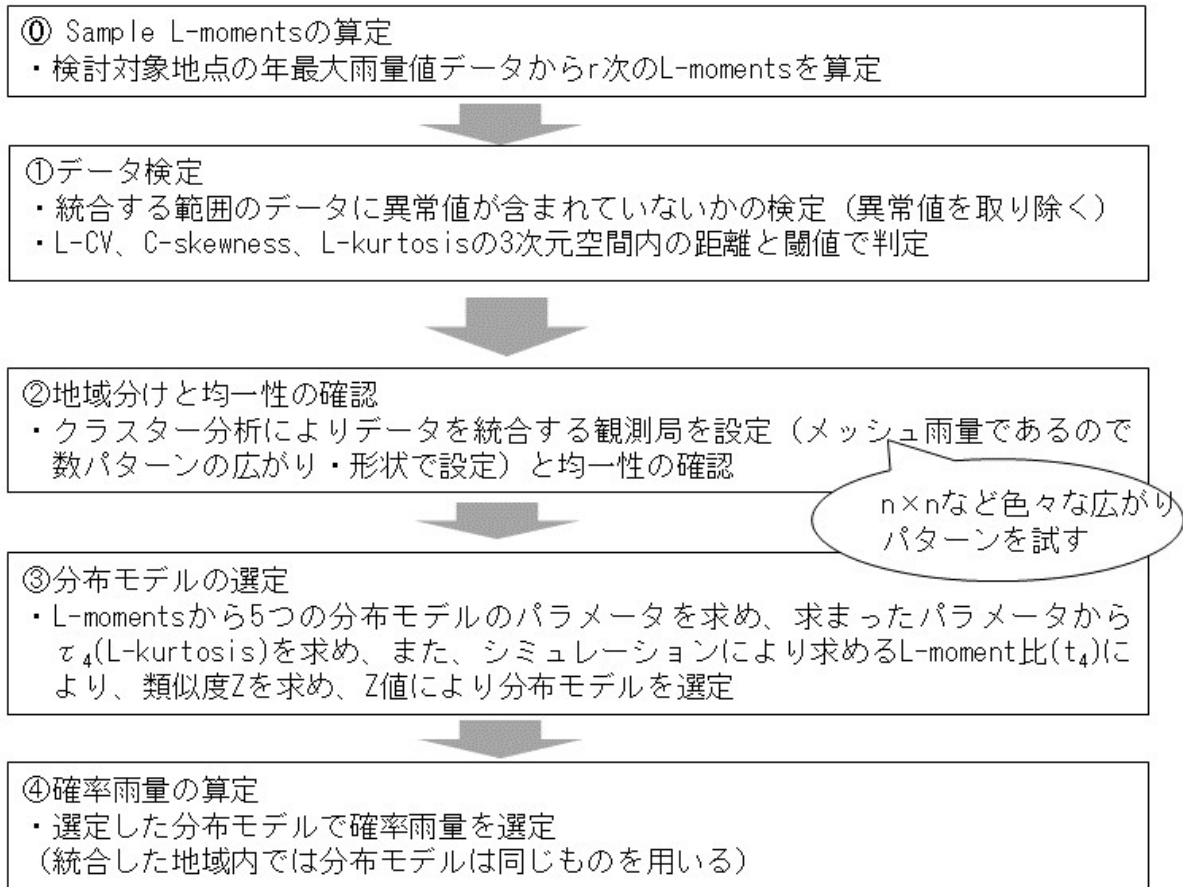 ⓪ Sample L-momentsの算定
・検討対象地点の年最大雨量値データからr次のL-momentsを算定
①データ検定
・統合する範囲のデータに異常値が含まれていないかの検定（異常値を取り除く）
・L-CV、C-skewness、L-kurtosisの3次元空間内の距離と閾値で判定
②地域分けと均一性の確認
・クラスター分析によりデータを統合する観測局を設定（メッシュ雨量であるので
数パターンの広がり・形状で設定）と均一性の確認
n×nなど色々な広がり
パターンを試す
③分布モデルの選定
・L-momentsから5つの分布モデルのパラメータを求め、求まったパラメータから
τ₄(L-kurtosis)を求め、また、シミュレーションにより求めるL-moment比(t₄)に
より、類似度Zを求め、Z値により分布モデルを選定
④確率雨量の算定
・選定した分布モデルで確率雨量を選定
（統合した地域内では分布モデルは同じものを用いる）